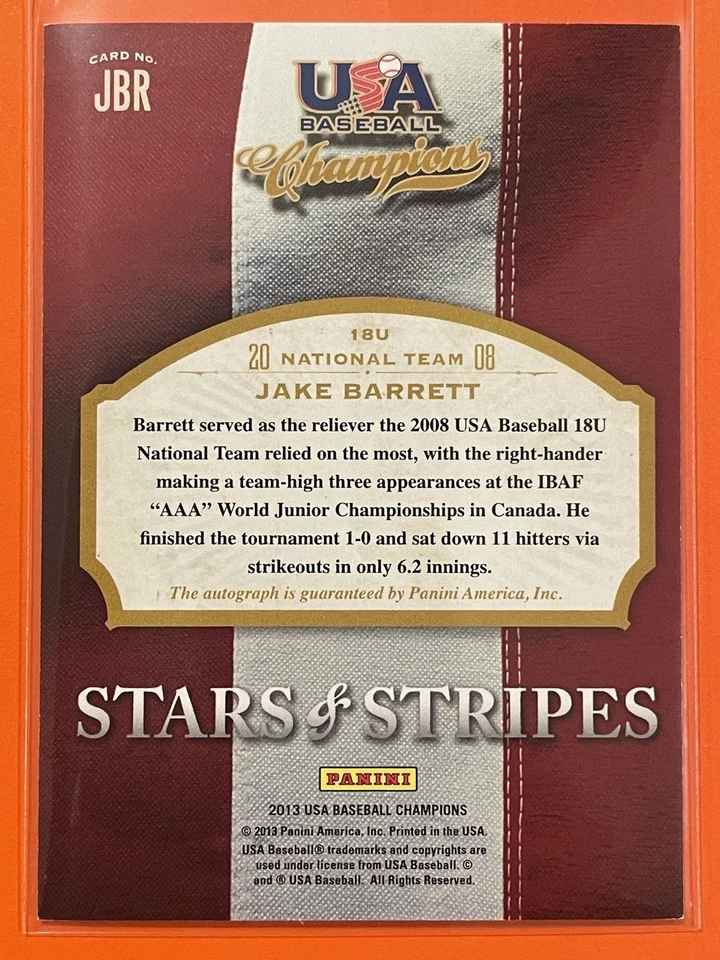 CARD No.
JBR
USA
BASEBALL
Champions
18U
20 NATIONAL TEAM 08
JAKE BARRETT
Barrett served as the reliever the 2008 USA Baseball 18U
National Team relied on the most, with the right-hander
making a team-high three appearances at the IBAF
“AAA” World Junior Championships in Canada. He
finished the tournament 1-0 and sat down 11 hitters via
strikeouts in only 6.2 innings.
The autograph is guaranteed by Panini America, Inc.
STARS & STRIPES
PANINI
2013 USA BASEBALL CHAMPIONS
© 2013 Panini America, Inc. Printed in the USA.
USA Baseball® trademarks and copyrights are
used under license from USA Baseball. ©
and ® USA Baseball. All Rights Reserved.